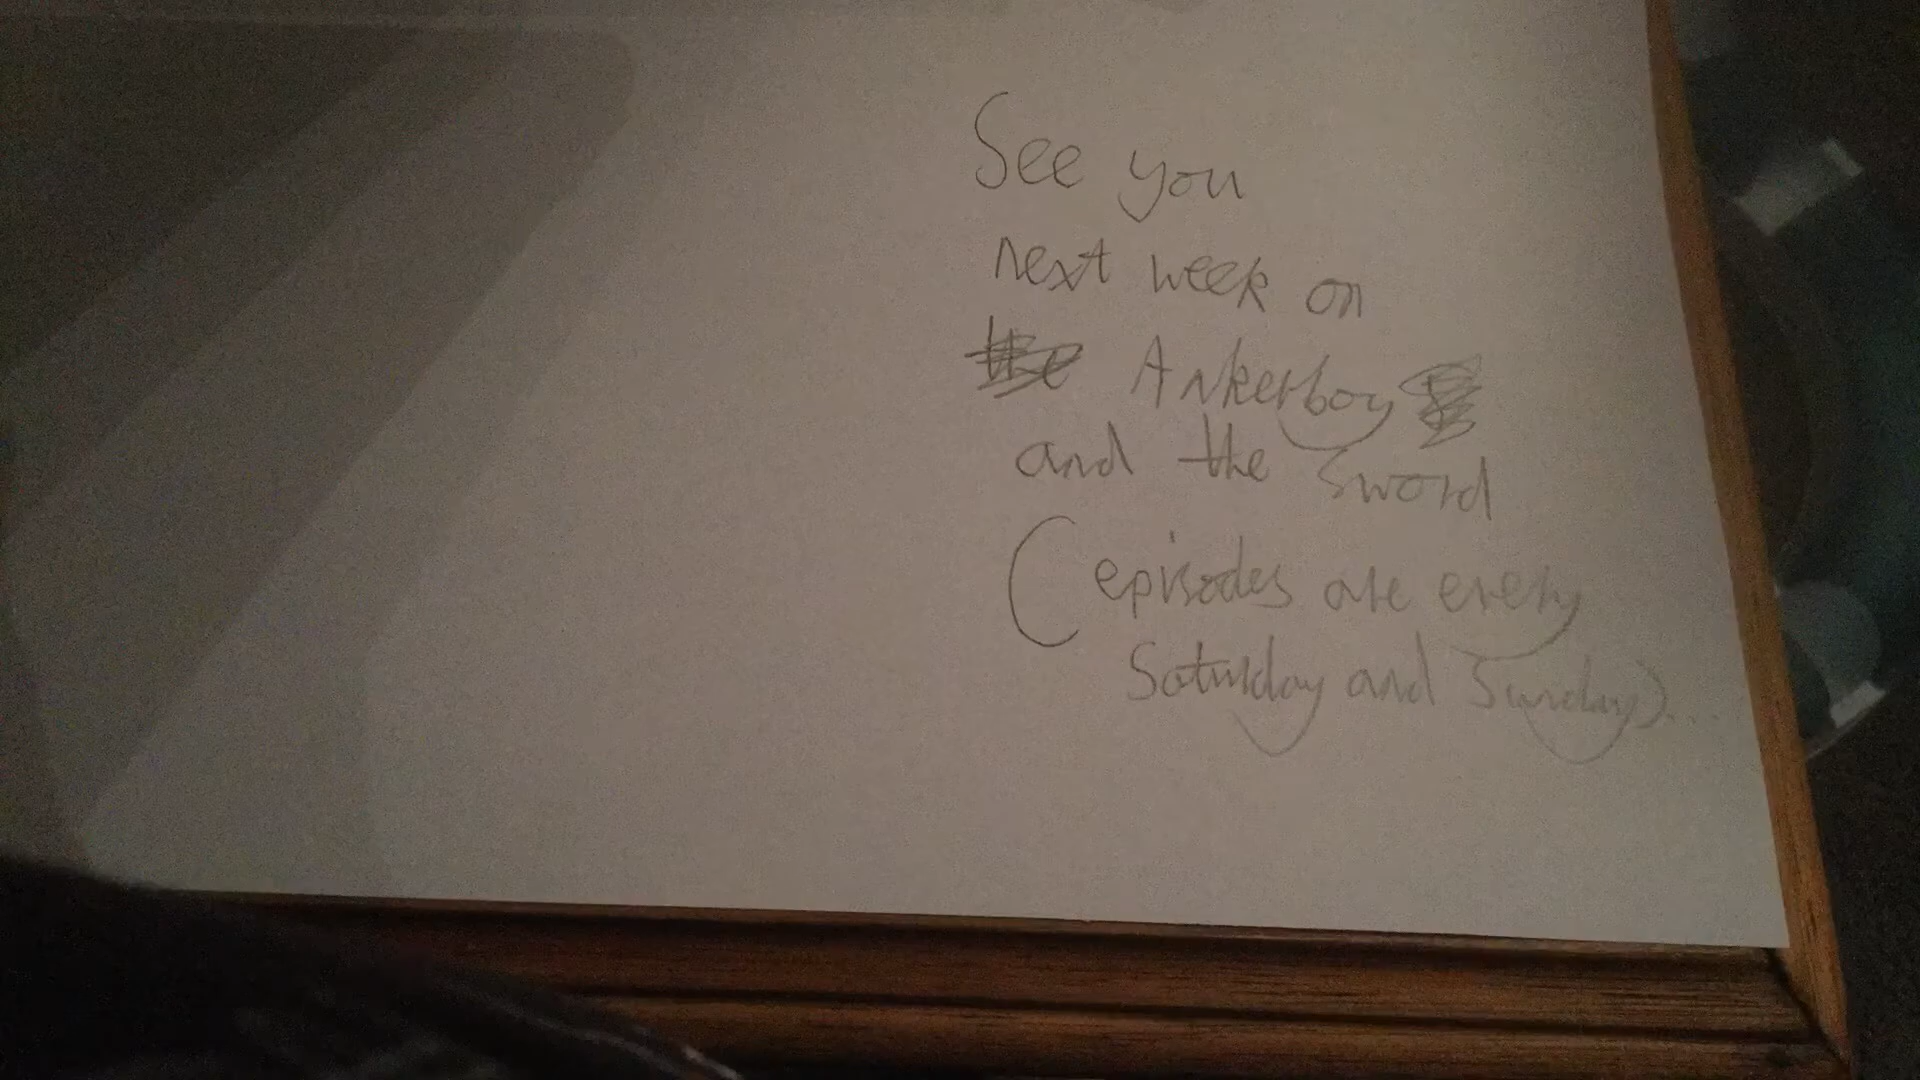 See you
next week on
Ankerboy
and the Sword
(episodes are every
Saturday and Sunday)...